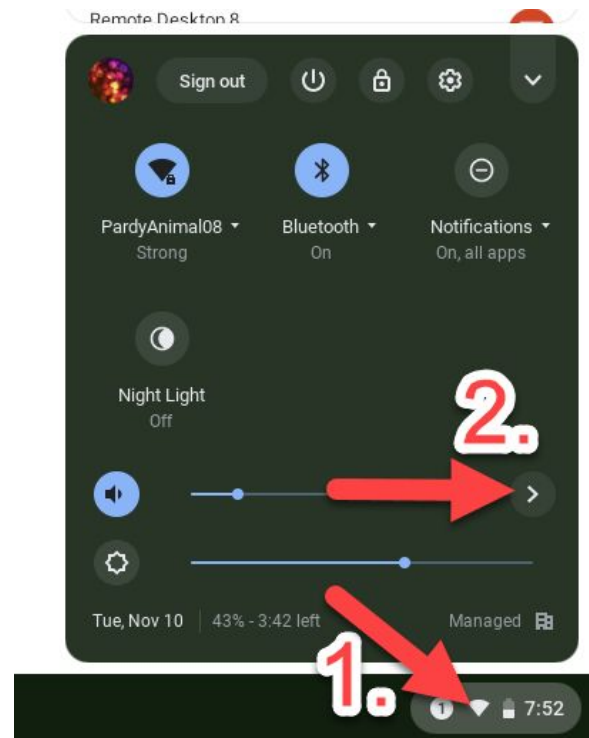 Remote Desktop 8
Sign out
PardyAnimal08
Strong
Bluetooth
On
Notifications
On, all apps
Night Light
Off
2.
Tue, Nov 10
43% - 3:42 left
Managed
1.
1
7:52